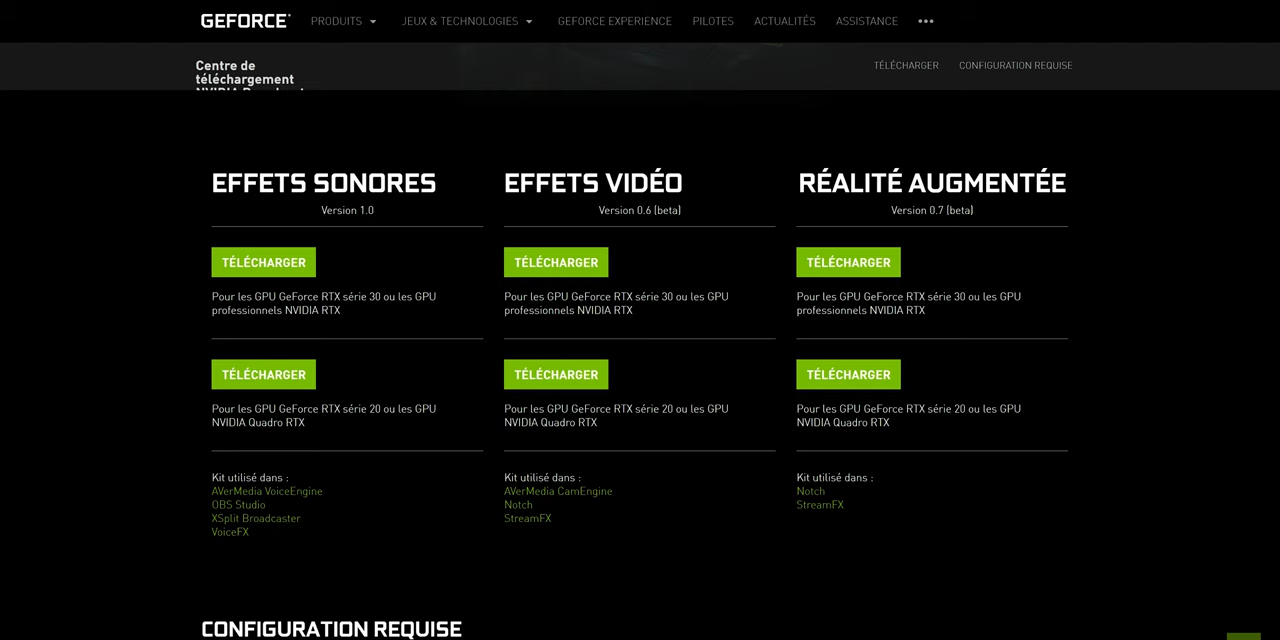 GEFORCE
PRODUITS
JEUX & TECHNOLOGIES
GEFORCE EXPERIENCE
PILOTES
ACTUALITÉS
ASSISTANCE
Centre de
téléchargement
NVIDIA Broadcast
TÉLÉCHARGER
CONFIGURATION REQUISE
EFFETS SONORES
Version 1.0
TÉLÉCHARGER
Pour les GPU GeForce RTX série 30 ou les GPU
professionnels NVIDIA RTX
TÉLÉCHARGER
Pour les GPU GeForce RTX série 20 ou les GPU
NVIDIA Quadro RTX
Kit utilisé dans :
AVerMedia VoiceEngine
OBS Studio
XSplit Broadcaster
VoiceFX
EFFETS VIDÉO
Version 0.6 (beta)
TÉLÉCHARGER
Pour les GPU GeForce RTX série 30 ou les GPU
professionnels NVIDIA RTX
TÉLÉCHARGER
Pour les GPU GeForce RTX série 20 ou les GPU
NVIDIA Quadro RTX
Kit utilisé dans :
AVerMedia CamEngine
Notch
StreamFX
RÉALITÉ AUGMENTÉE
Version 0.7 (beta)
TÉLÉCHARGER
Pour les GPU GeForce RTX série 30 ou les GPU
professionnels NVIDIA RTX
TÉLÉCHARGER
Pour les GPU GeForce RTX série 20 ou les GPU
NVIDIA Quadro RTX
Kit utilisé dans :
Notch
StreamFX
CONFIGURATION REQUISE